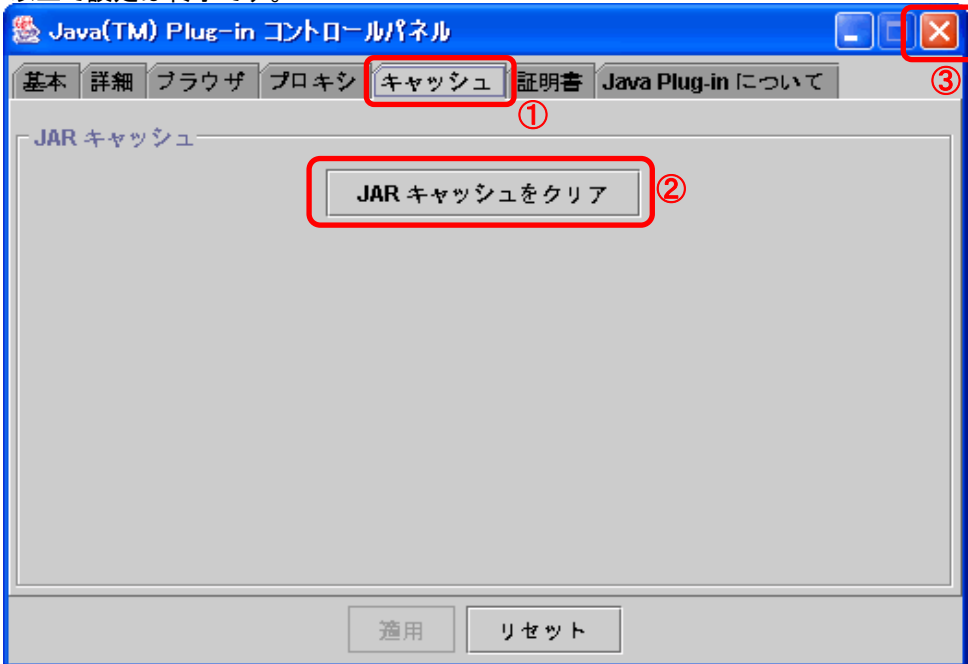 Java(TM) Plug-in コントロールパネル
基本 詳細 ブラウザ プロキシ キャッシュ 証明書 Java Plug-in について
③
①
JAR キャッシュ
JAR キャッシュをクリア ②
適用 リセット